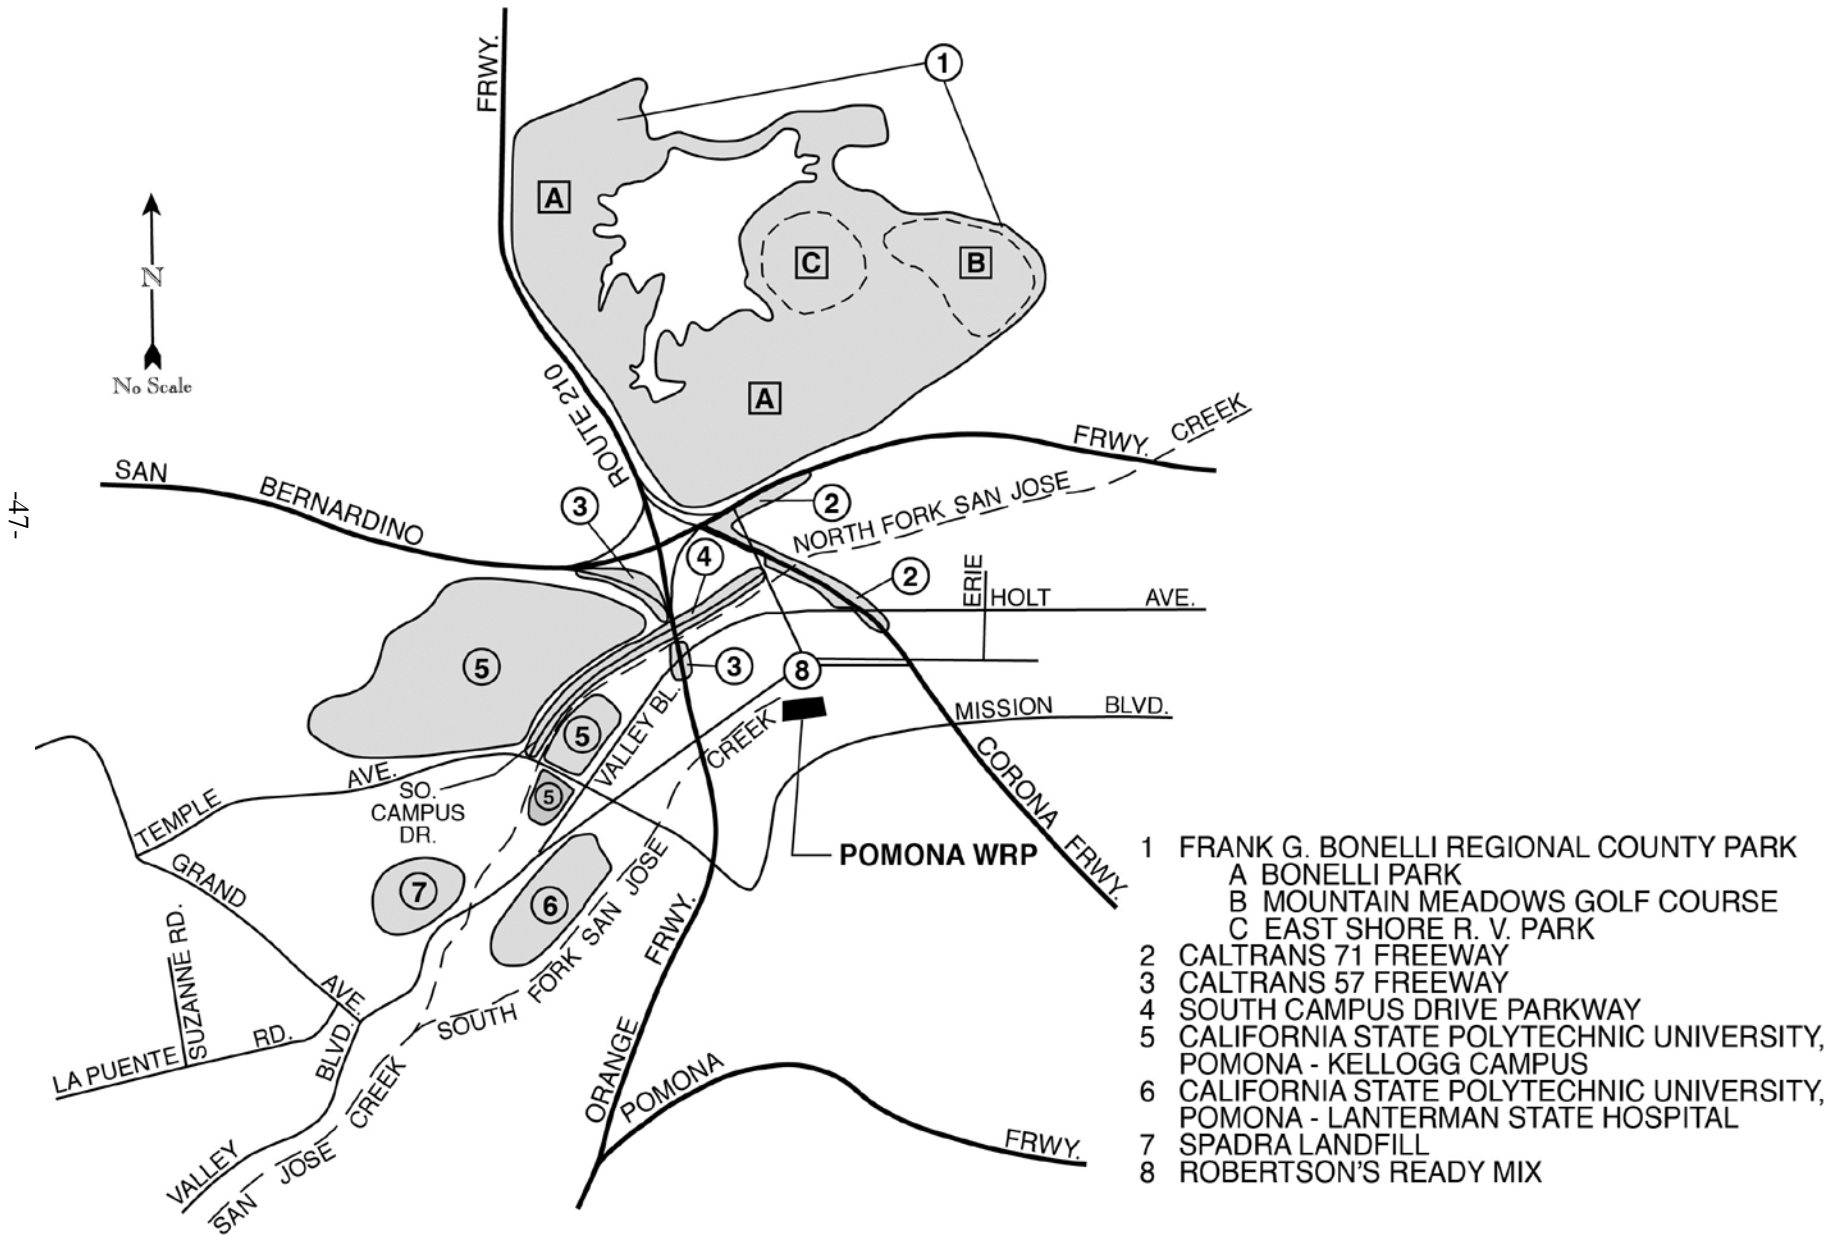 FRWY.
1
A
C
B
N
No Scale
A
ROUTE 210
FRWY.
CREEK
SAN
BERNARDINO
3
2
NORTH FORK SAN JOSE
4
2
ERIE
HOLT
AVE.
5
3
8
5
VALLEY BL.
CREEK
MISSION
BLVD.
-47-
TEMPLE
AVE.
SO.
CAMPUS
DR.
5
CORONA
FRWY.
POMONA WRP
GRAND
AVE.
7
6
SUZANNE RD.
LA PUENTE
RD.
BLVD.
SOUTH
FORK
SAN
JOSE
FRWY.
ORANGE
CREEK
POMONA
FRWY.
VALLEY
SAN
JOSE
1 FRANK G. BONELLI REGIONAL COUNTY PARK
A BONELLI PARK
B MOUNTAIN MEADOWS GOLF COURSE
C EAST SHORE R. V. PARK
2 CALTRANS 71 FREEWAY
3 CALTRANS 57 FREEWAY
4 SOUTH CAMPUS DRIVE PARKWAY
5 CALIFORNIA STATE POLYTECHNIC UNIVERSITY,
POMONA - KELLOGG CAMPUS
6 CALIFORNIA STATE POLYTECHNIC UNIVERSITY,
POMONA - LANTERMAN STATE HOSPITAL
7 SPADRA LANDFILL
8 ROBERTSON'S READY MIX